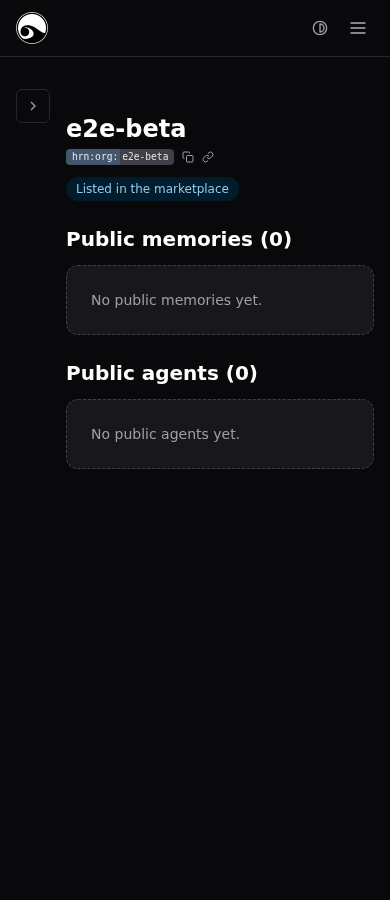 e2e-beta
hrn:org: e2e-beta
Listed in the marketplace
Public memories (0)
No public memories yet.
Public agents (0)
No public agents yet.